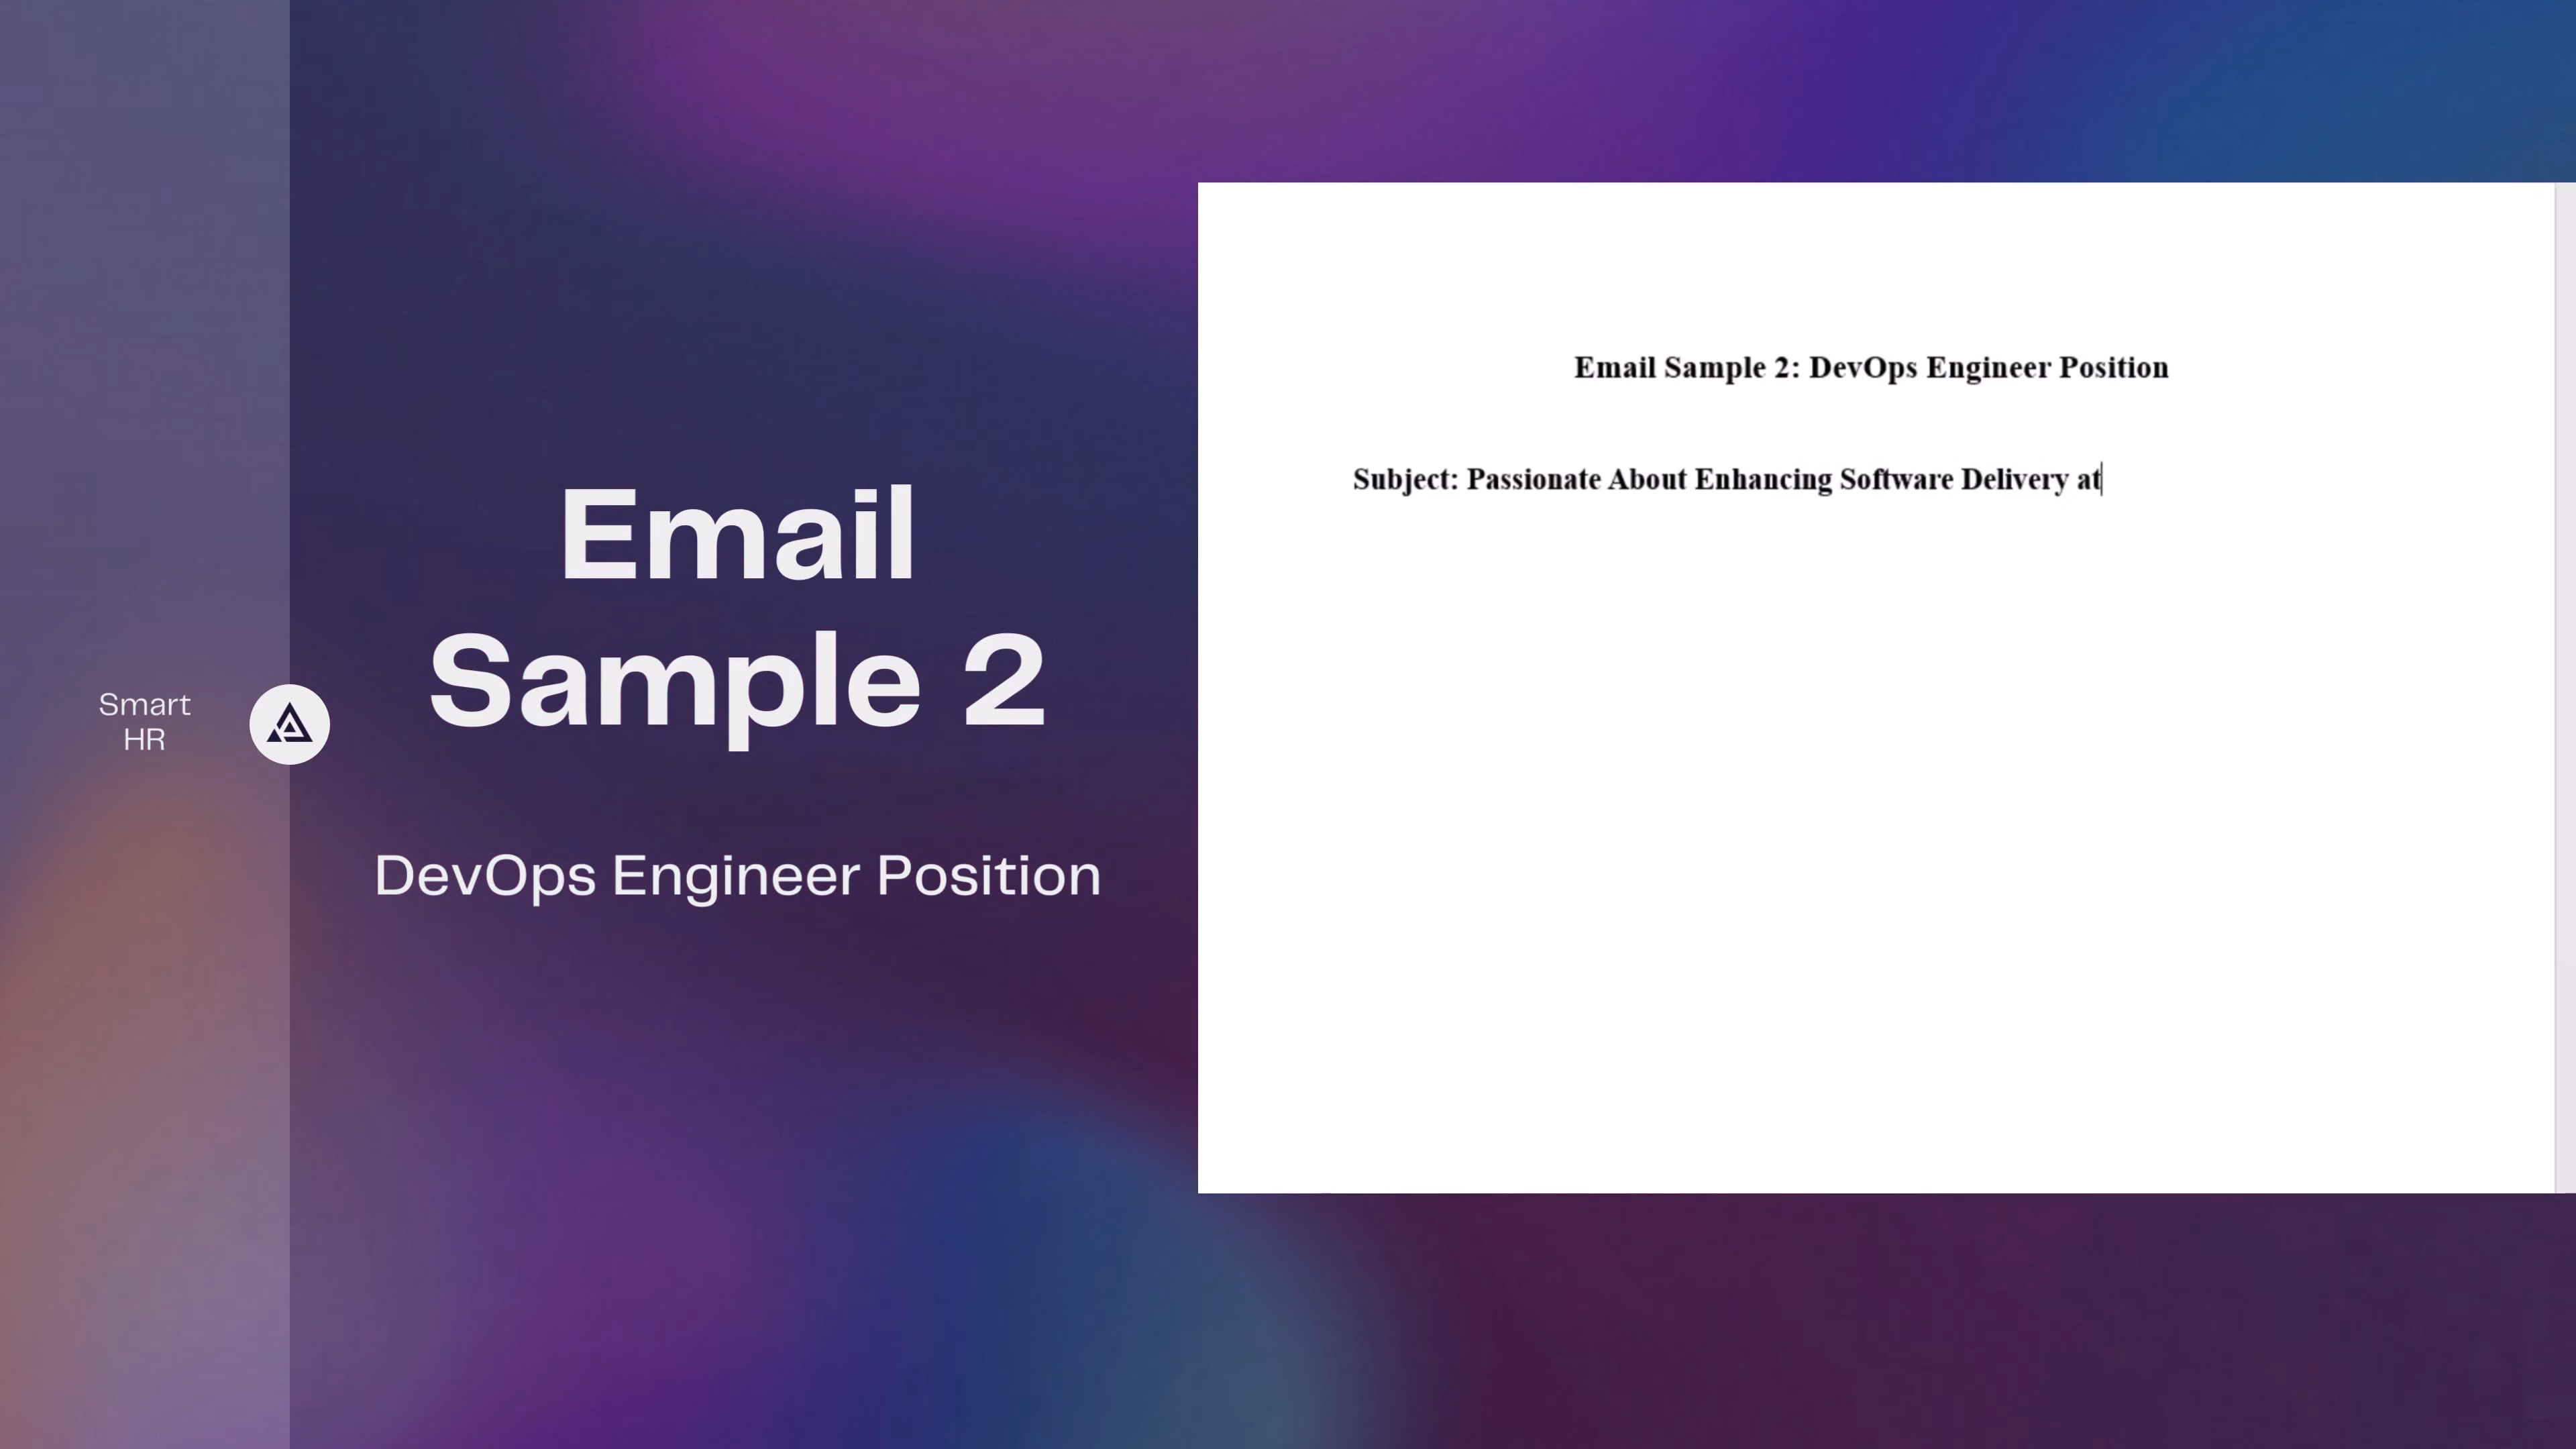 Smart
HR
Email
Sample 2
DevOps Engineer Position
Email Sample 2: DevOps Engineer Position
Subject: Passionate About Enhancing Software Delivery at